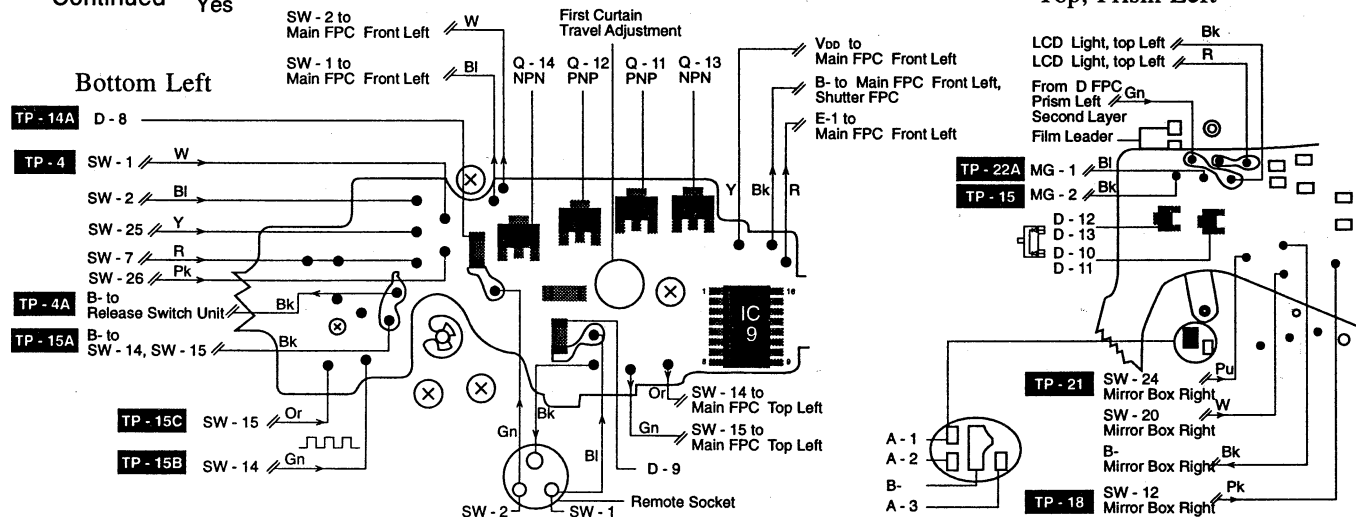 Continued Yes
Top, Prism Left
SW - 2 to
Main FPC Front Left
W
SW - 1 to
Main FPC Front Left
Bl
First Curtain
Travel Adjustment
Q - 14
NPN
Q - 12
PNP
Q - 11
PNP
Q - 13
NPN
VDD to
Main FPC Front Left
B- to Main FPC Front Left,
Shutter FPC
E-1 to
Main FPC Front Left
Y
Bk
R
Bottom Left
TP - 14A D - 8
TP - 4 SW - 1 W
SW - 2 Bl
SW - 25 Y
SW - 7 R
SW - 26 Pk
TP - 4A B- to
Release Switch Unit Bk
TP - 15A B- to
SW - 14, SW - 15 Bk
TP - 15C SW - 15 Or
TP - 15B SW - 14 Gn
1 16
IC
9
8 9
Or SW - 14 to
Main FPC Top Left
Gn SW - 15 to
Main FPC Top Left
Gn
Bk
Bl
D - 9
Remote Socket
SW - 2 SW - 1
LCD Light, top Left Bk
LCD Light, top Left R
From D FPC
Prism Left Gn
Second Layer
Film Leader
TP - 22A MG - 1 Bl
TP - 15 MG - 2 Bk
D - 12
D - 13
D - 10
D - 11
TP - 21 SW - 24 Pu
Mirror Box Right
SW - 20 W
Mirror Box Right
B- Bk
Mirror Box Right
TP - 18 SW - 12 Pk
Mirror Box Right
A - 1
A - 2
B-
A - 3